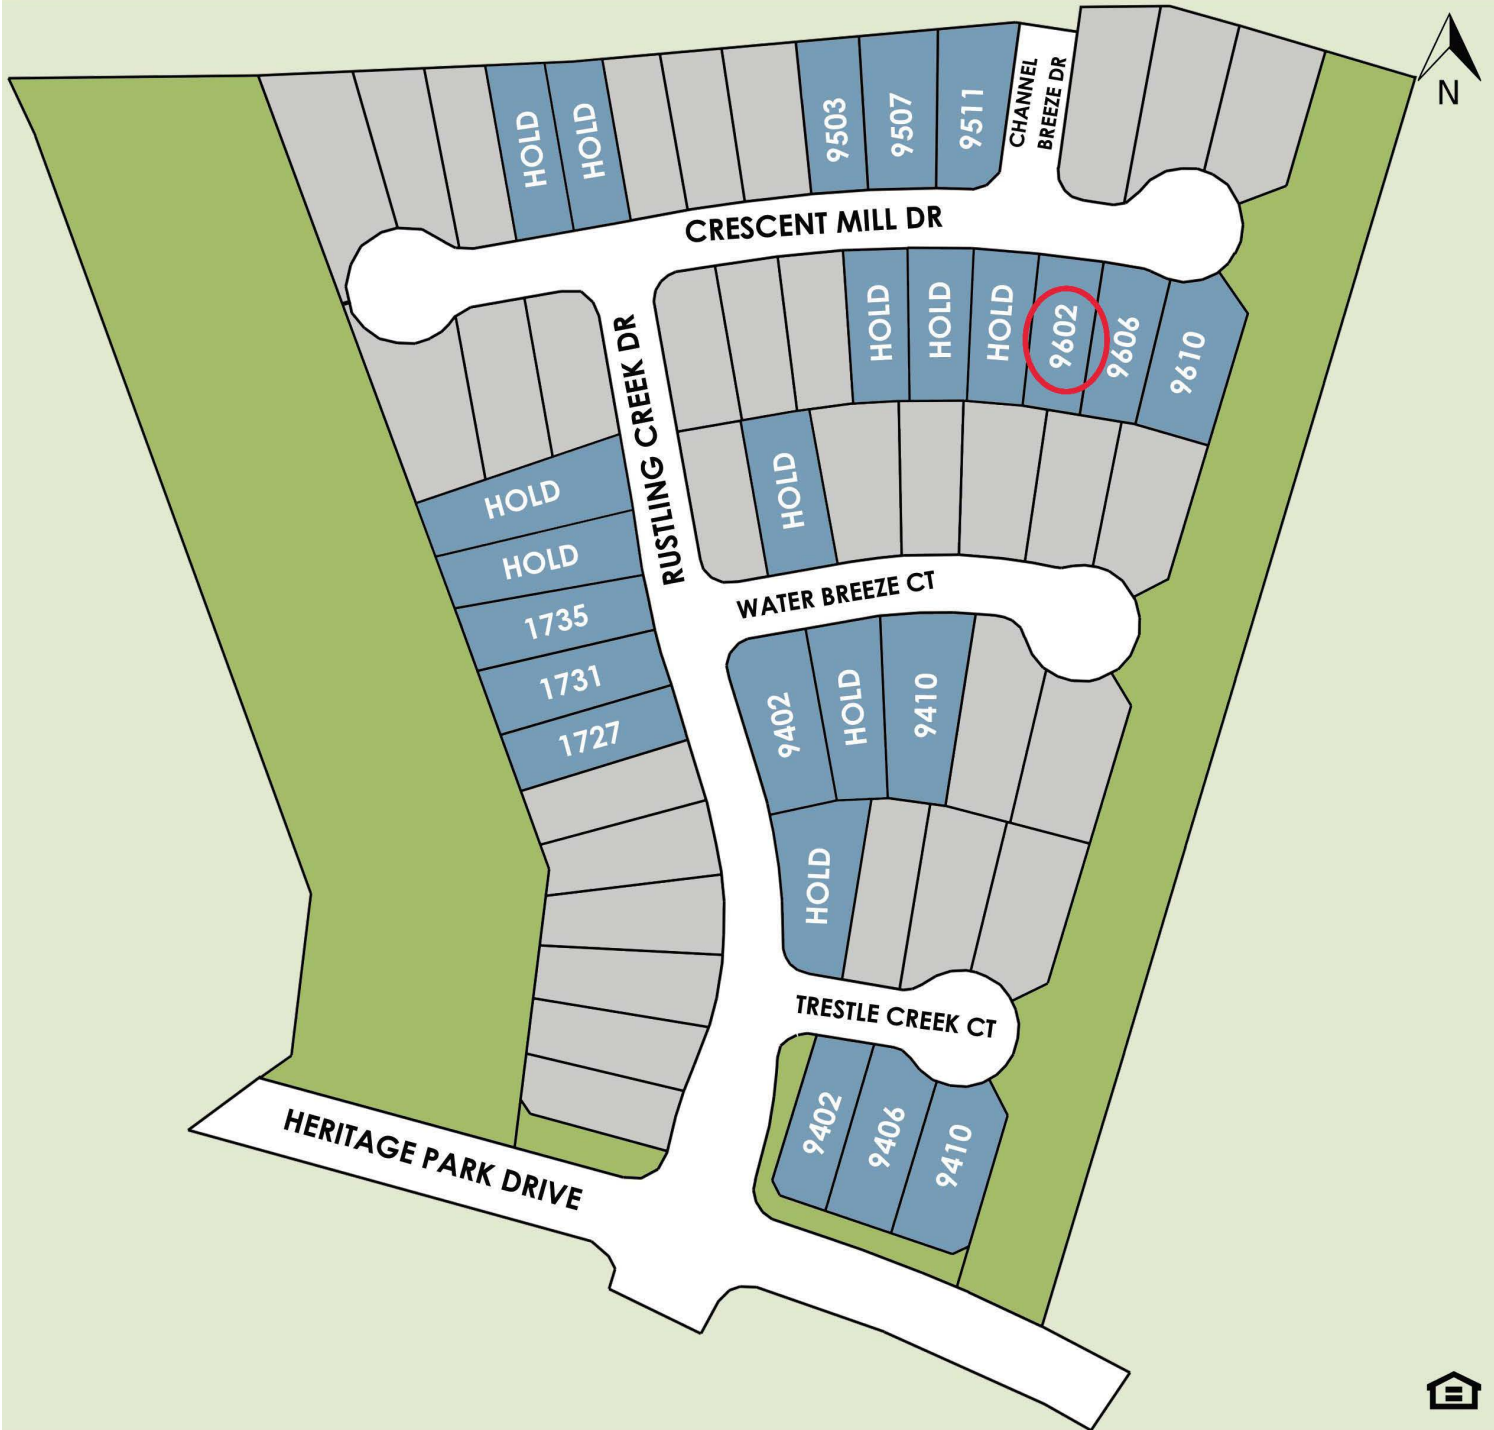 HOLD
HOLD
9503
9507
9511
CHANNEL
BREEZE DR
N
CRESCENT MILL DR
HOLD
HOLD
HOLD
9602
9606
9610
RUSTLING CREEK DR
HOLD
HOLD
HOLD
1735
1731
1727
WATER BREEZE CT
9402
HOLD
9410
HOLD
TRESTLE CREEK CT
9402
9406
9410
HERITAGE PARK DRIVE